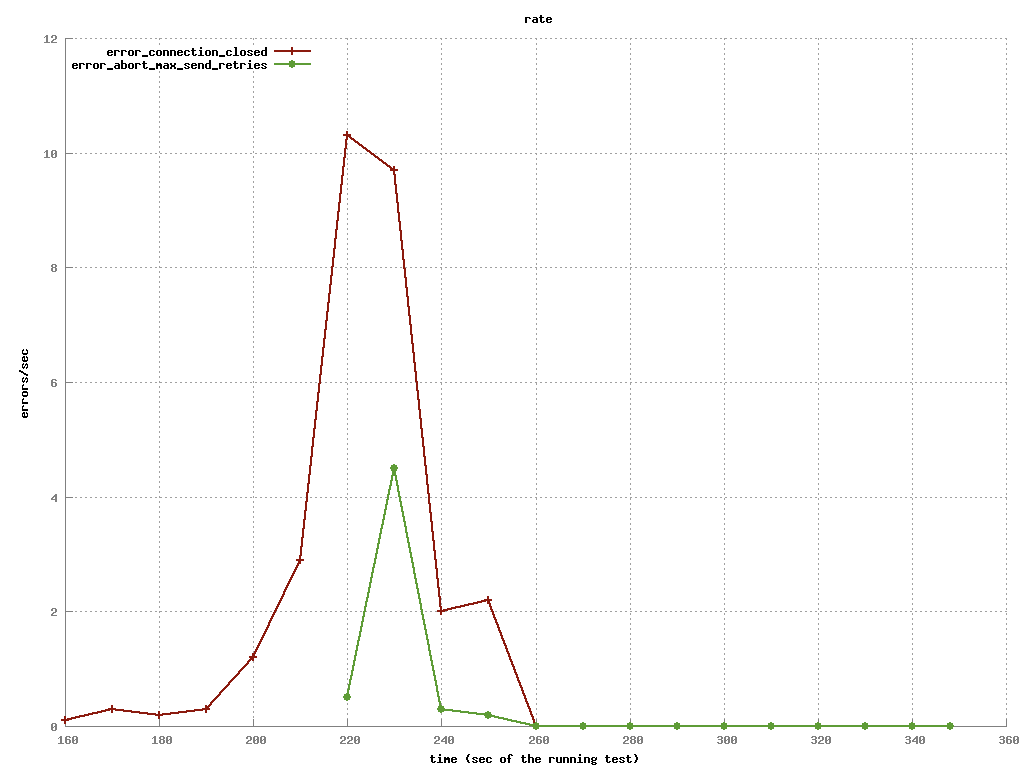 rate
12
error_connection_closed
error_abort_max_send_retries
10
8
6
errors/sec
4
2
0
160 180 200 220 240 260 280 300 320 340 360
time (sec of the running test)